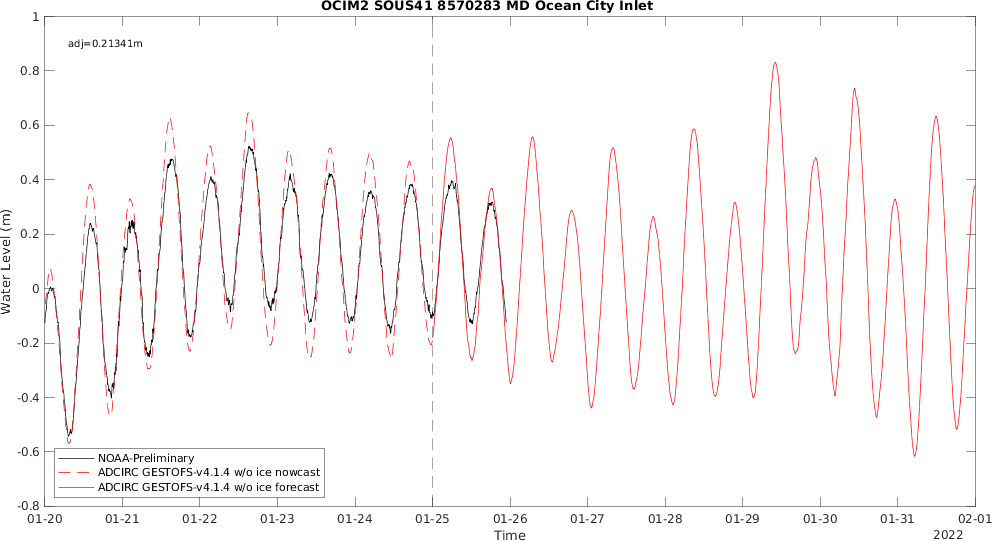 OCIM2 SOUS41 8570283 MD Ocean City Inlet
adj=0.21341m
1
0.8
0.6
0.4
0.2
0
-0.2
-0.4
-0.6
-0.8
Water Level (m)
NOAA-Preliminary
ADCIRC GESTOFS-v4.1.4 w/o ice nowcast
ADCIRC GESTOFS-v4.1.4 w/o ice forecast
01-20 01-21 01-22 01-23 01-24 01-25 01-26 01-27 01-28 01-29 01-30 01-31 02-01
Time
2022